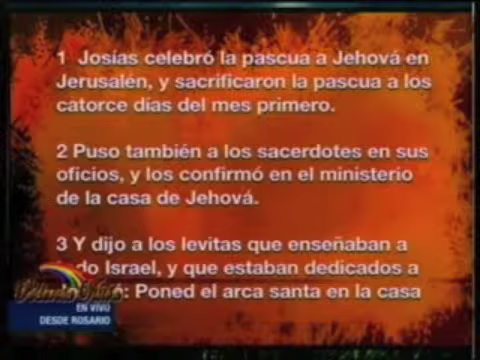 1 Josías celebró la pascua a Jehová en
Jerusalén, y sacrificaron la pascua a los
catorce días del mes primero.
2 Puso también a los sacerdotes en sus
oficios, y los confirmó en el ministerio
de la casa de Jehová.
3 Y dijo a los levitas que enseñaban a
do Israel, y que estaban dedicados a
Poned el arca santa en la casa
EN VIVO
DESDE ROSARIO